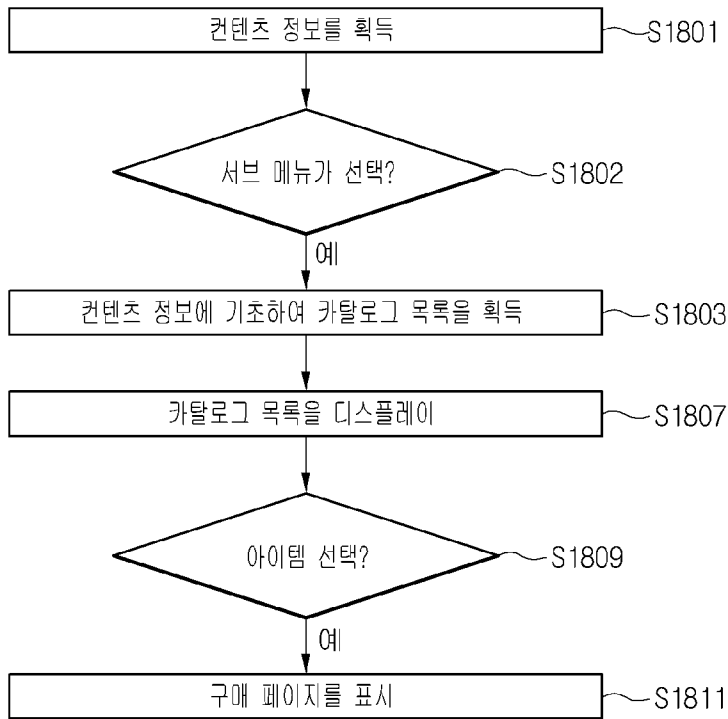 컨텐츠 정보를 획득
S1801
서브 메뉴가 선택?
S1802
예
컨텐츠 정보에 기초하여 카탈로그 목록을 획득
S1803
카탈로그 목록을 디스플레이
S1807
아이템 선택?
S1809
예
구매 페이지를 표시
S1811